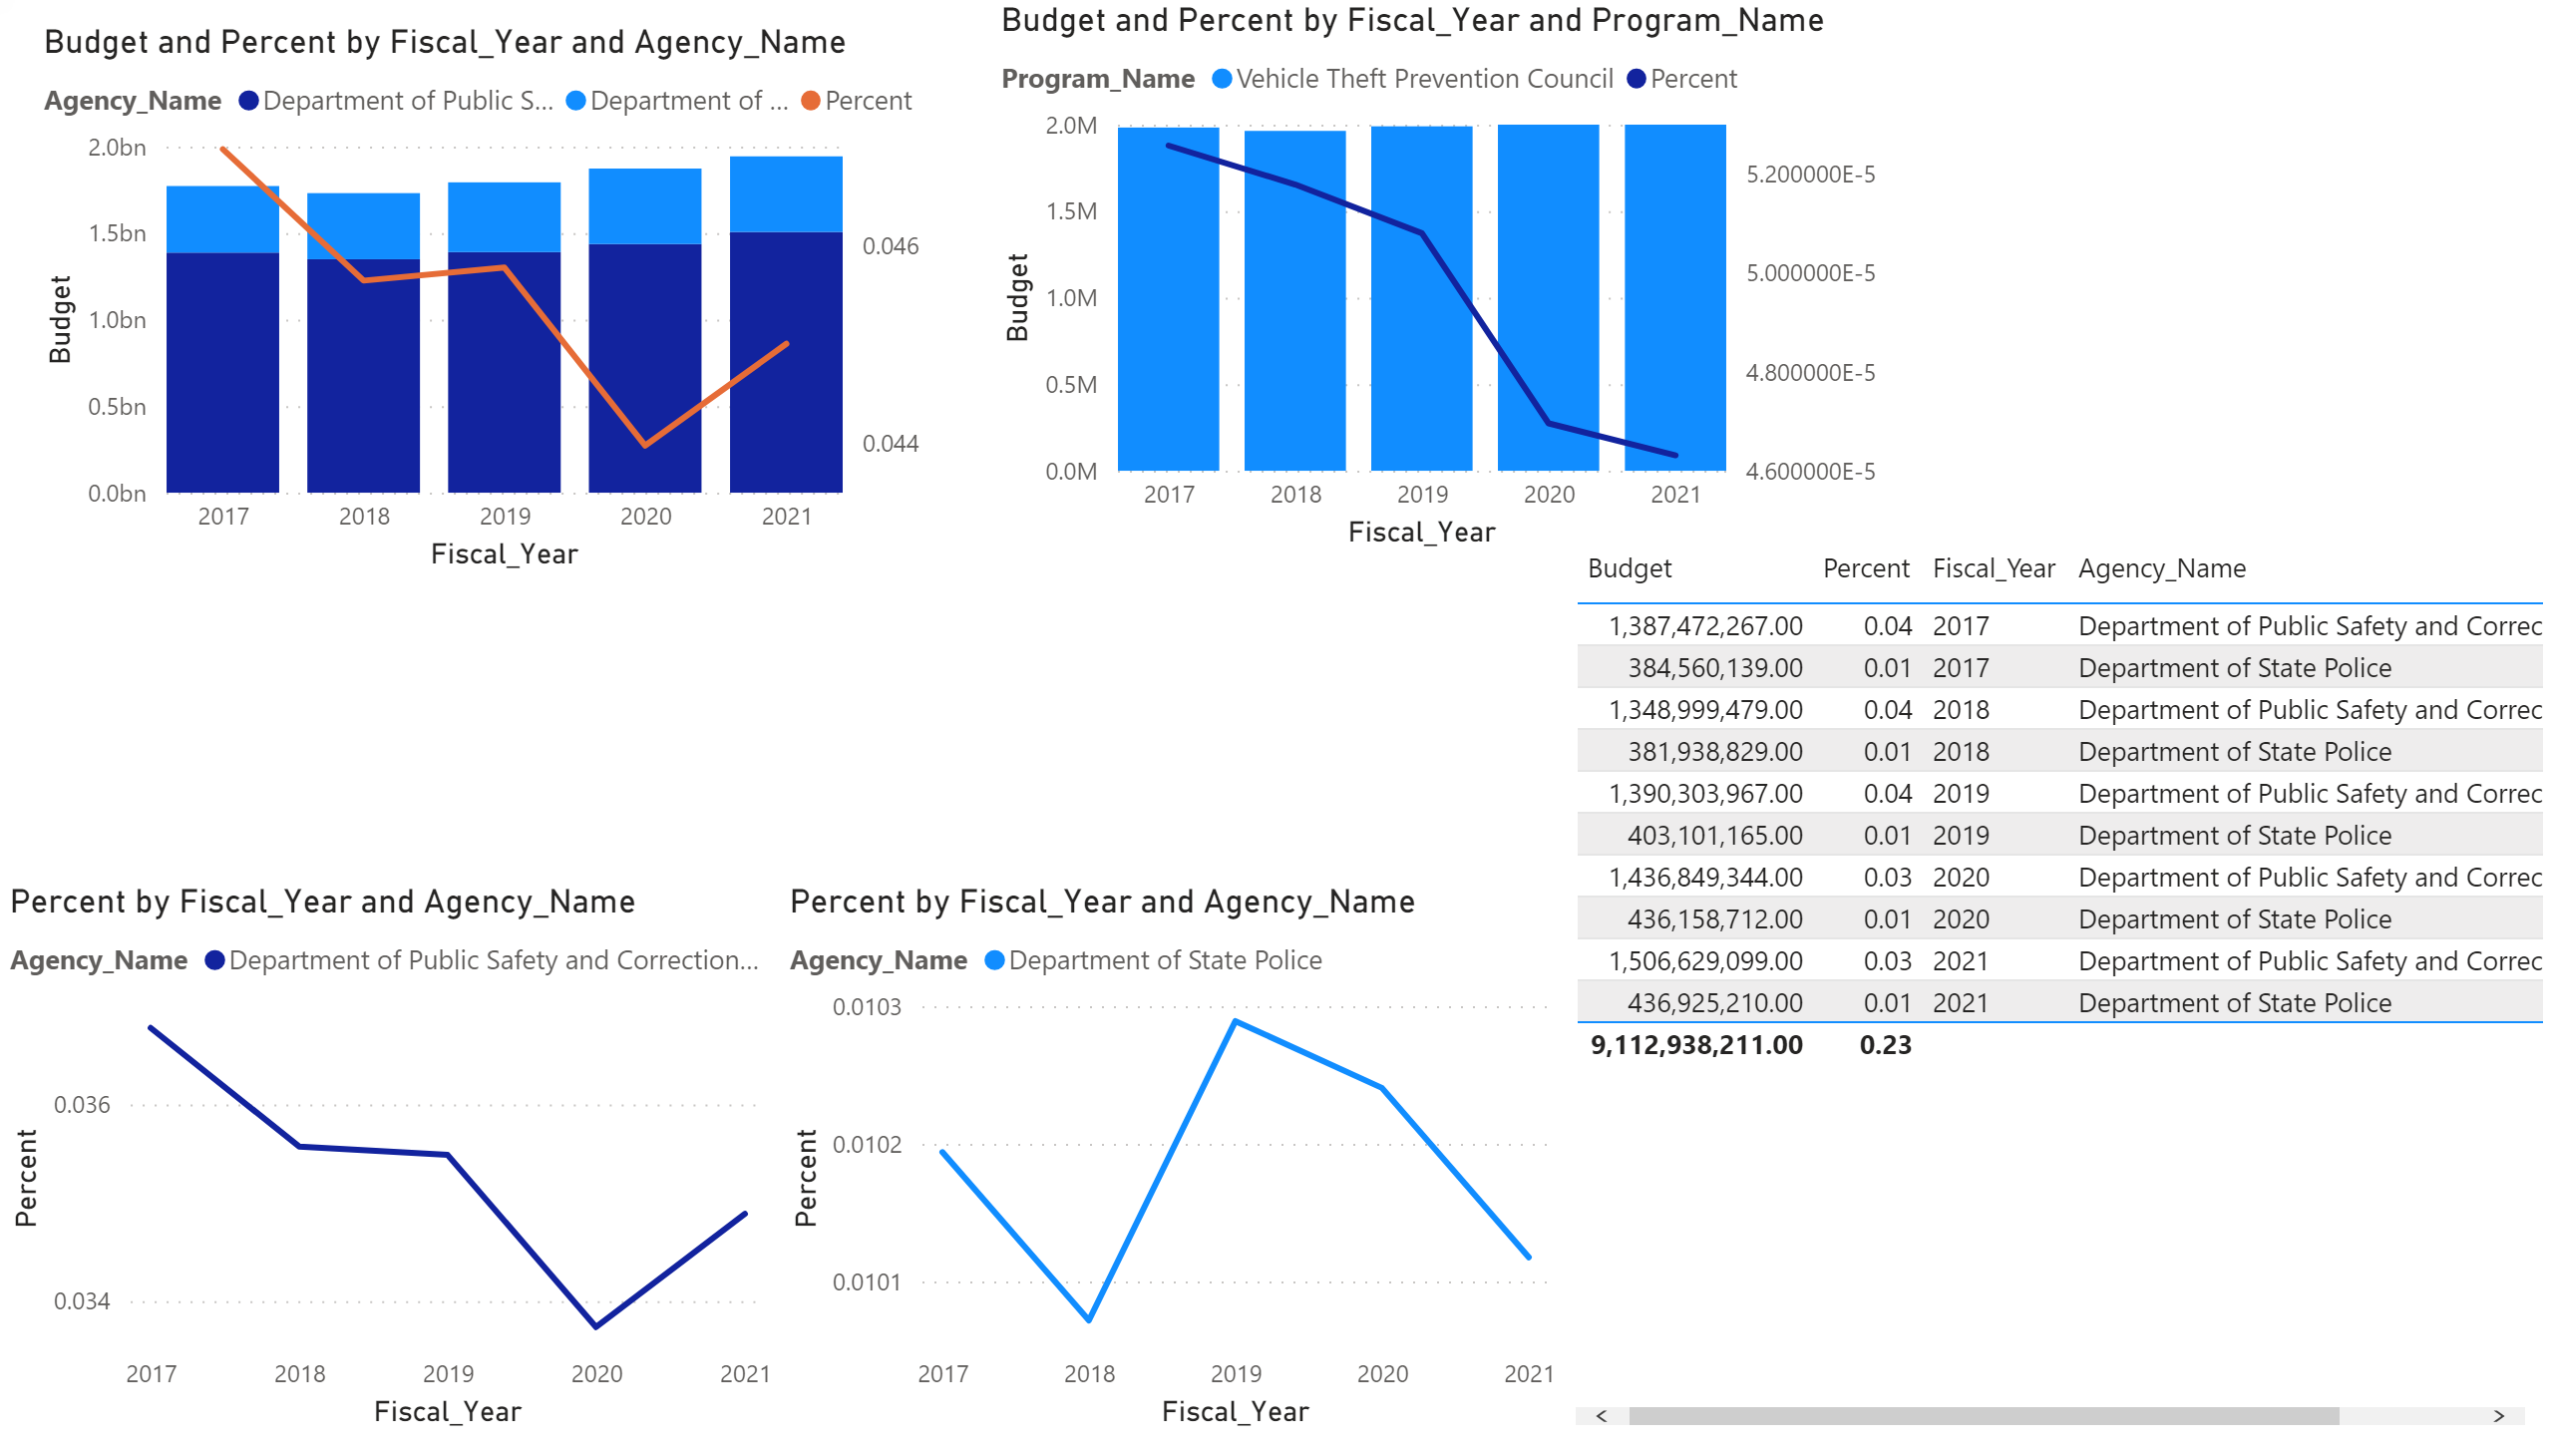 Budget and Percent by Fiscal_Year and Agency_Name
Agency_Name Department of Public S... Department of ... Percent
2.0bn
1.5bn
1.0bn
0.5bn
0.0bn
Budget
0.046
0.044
2017 2018 2019 2020 2021
Fiscal_Year
Budget and Percent by Fiscal_Year and Program_Name
Program_Name Vehicle Theft Prevention Council Percent
2.0M
1.5M
1.0M
0.5M
0.0M
Budget
5.200000E-5
5.000000E-5
4.800000E-5
4.600000E-5
2017 2018 2019 2020 2021
Fiscal_Year
Budget Percent Fiscal_Year Agency_Name
1,387,472,267.00 0.04 2017 Department of Public Safety and Correc
384,560,139.00 0.01 2017 Department of State Police
1,348,999,479.00 0.04 2018 Department of Public Safety and Correc
381,938,829.00 0.01 2018 Department of State Police
1,390,303,967.00 0.04 2019 Department of Public Safety and Correc
403,101,165.00 0.01 2019 Department of State Police
1,436,849,344.00 0.03 2020 Department of Public Safety and Correc
436,158,712.00 0.01 2020 Department of State Police
1,506,629,099.00 0.03 2021 Department of Public Safety and Correc
436,925,210.00 0.01 2021 Department of State Police
9,112,938,211.00 0.23
Percent by Fiscal_Year and Agency_Name
Agency_Name Department of Public Safety and Correction...
0.036
0.034
Percent
2017 2018 2019 2020 2021
Fiscal_Year
Percent by Fiscal_Year and Agency_Name
Agency_Name Department of State Police
0.0103
0.0102
0.0101
Percent
2017 2018 2019 2020 2021
Fiscal_Year